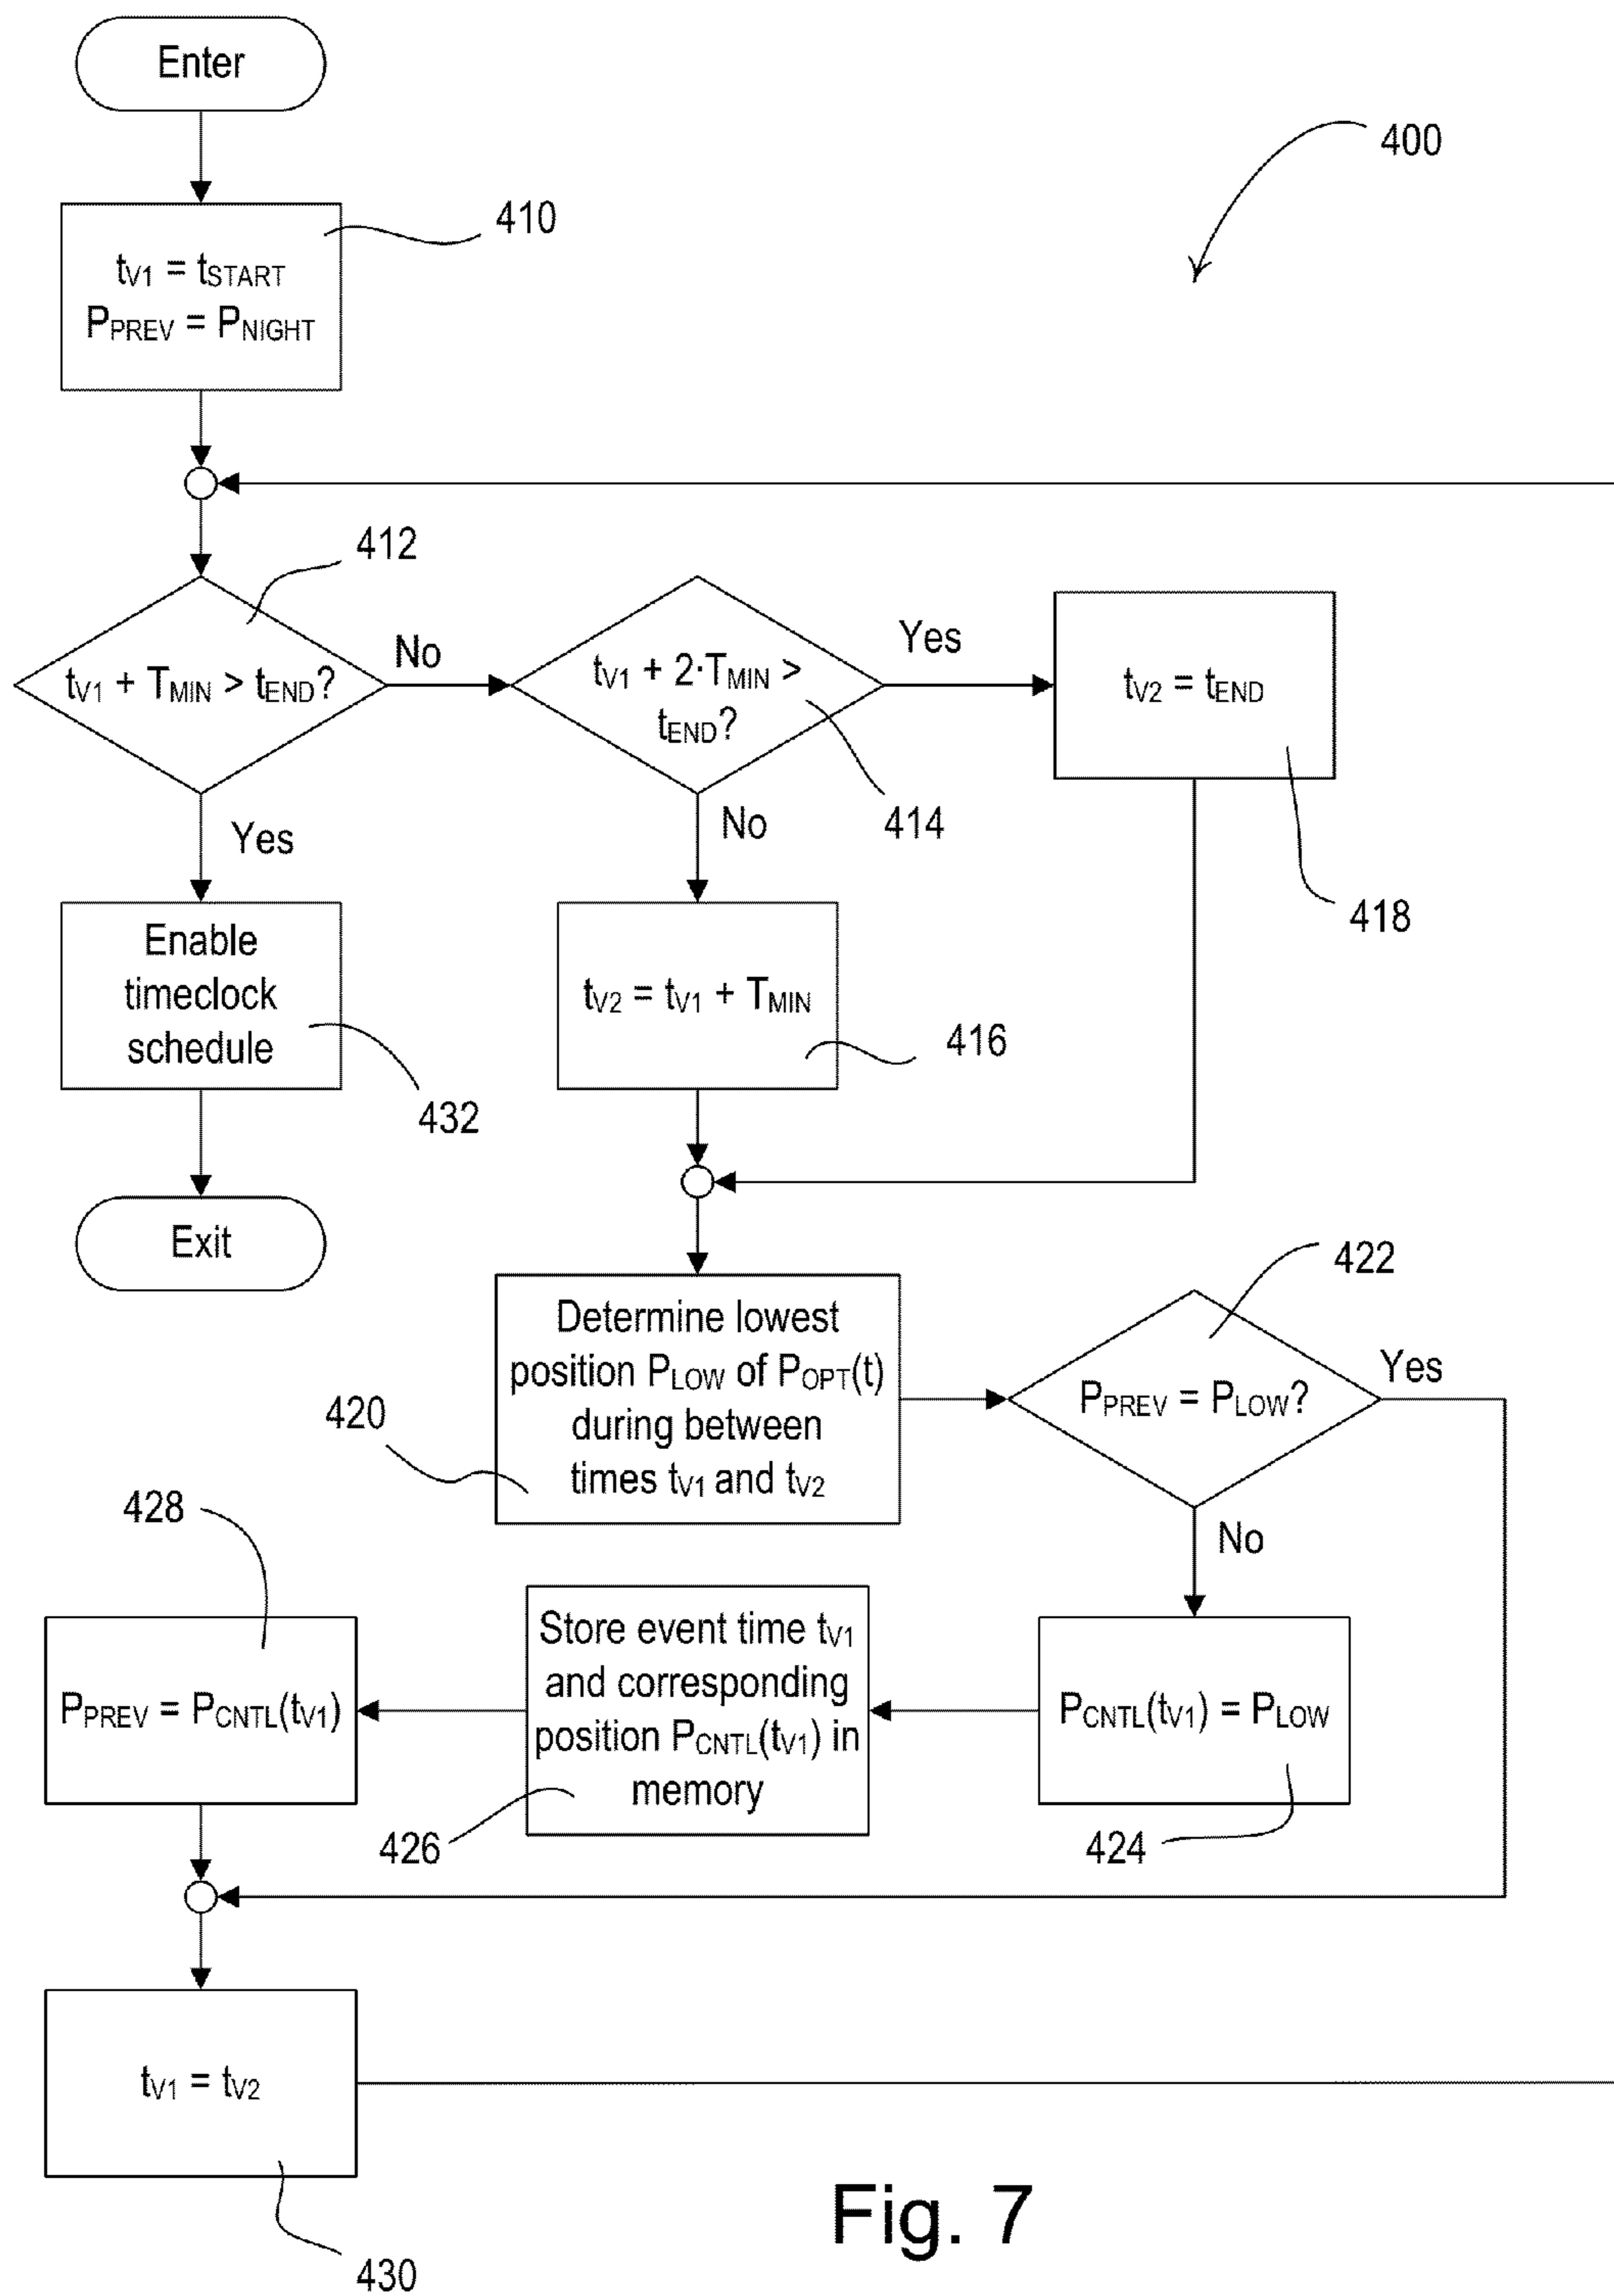 Enter
400
410
tV1 = tSTART
PPREV = PNIGHT
412
tV1 + TMIN > tEND?
No
tV1 + 2·TMIN >
tEND?
Yes
tV2 = tEND
414
418
Yes
No
Enable
timeclock
schedule
432
tV2 = tV1 + TMIN
416
Exit
422
Determine lowest
position PLOW of POPT(t)
during between
times tV1 and tV2
420
PPREV = PLOW?
Yes
No
428
PPREV = PCNTL(tV1)
Store event time tV1
and corresponding
position PCNTL(tV1) in
memory
426
PCNTL(tV1) = PLOW
424
tV1 = tV2
430
Fig. 7